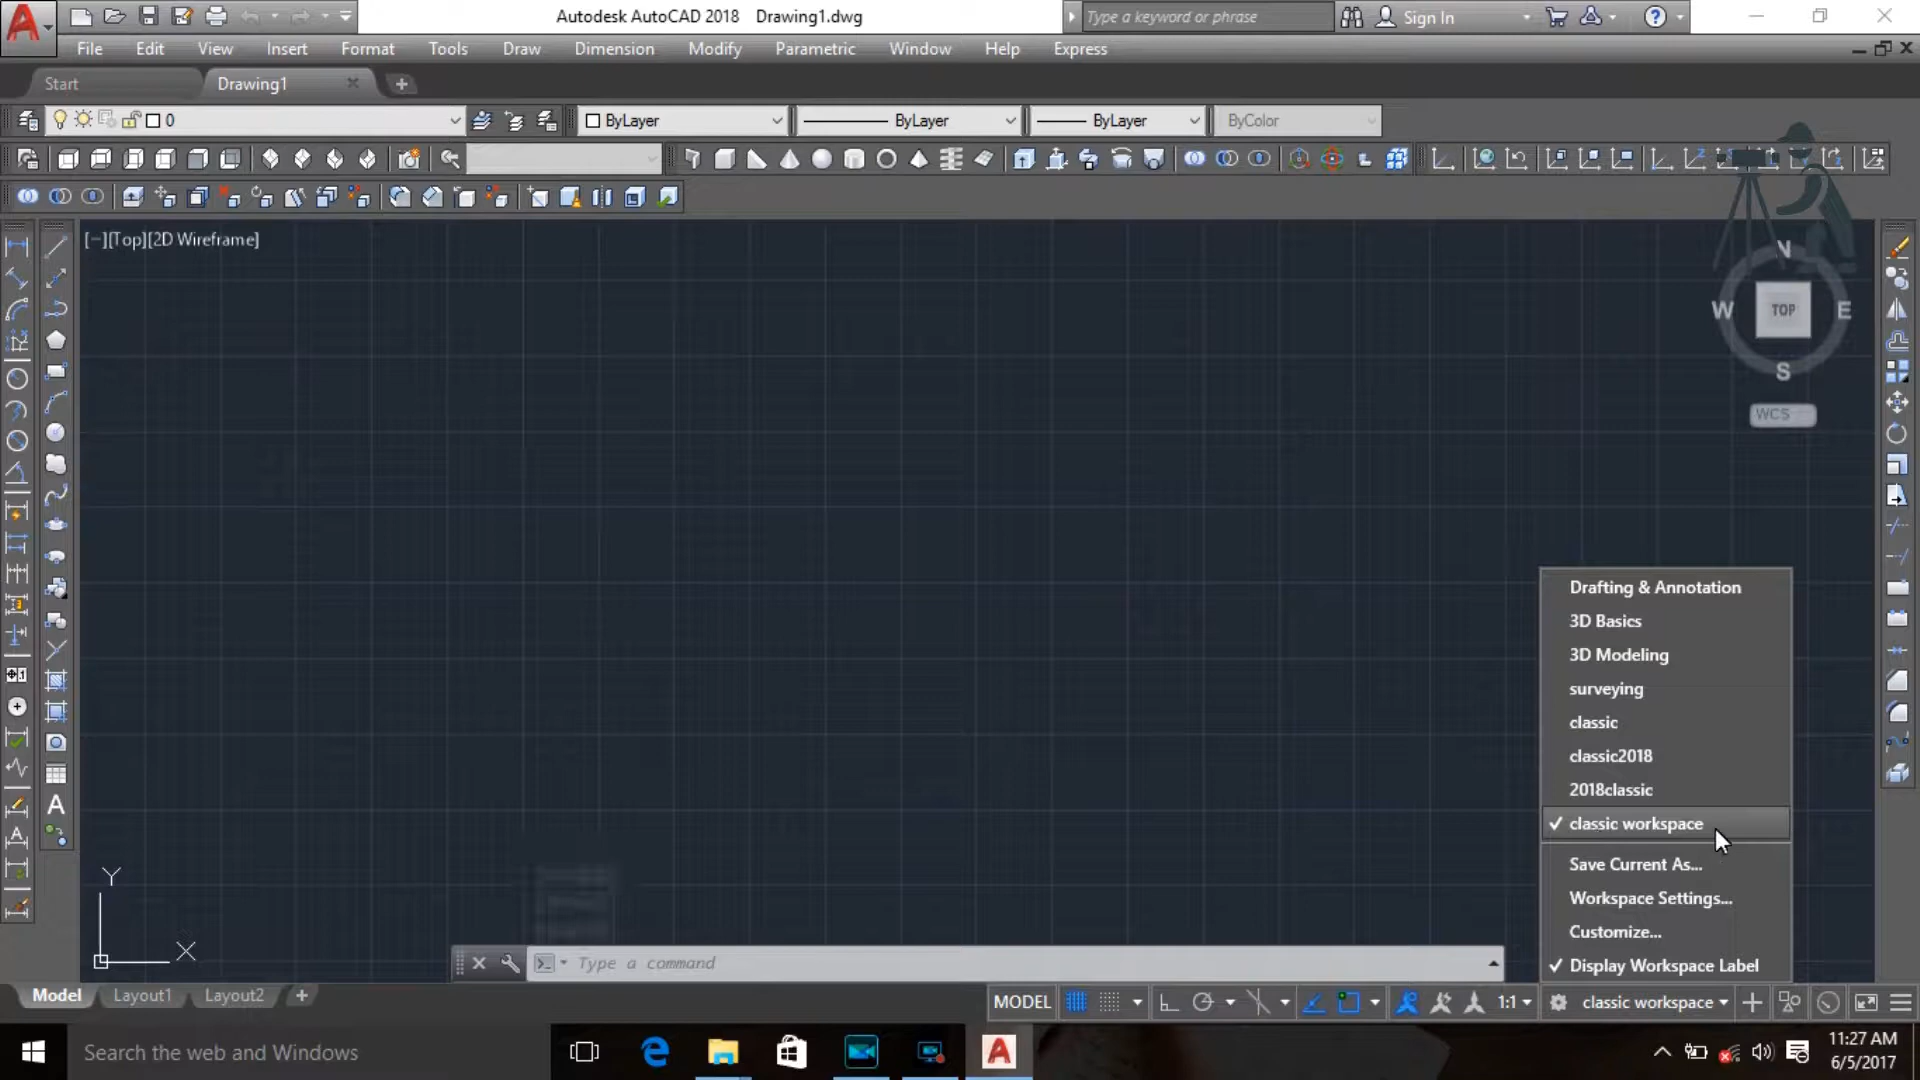 Autodesk AutoCAD 2018 Drawing1.dwg
Type a keyword or phrase
Sign In
File Edit View Insert Format Tools Draw Dimension Modify Parametric Window Help Express
Start Drawing1
0 ByLayer ByLayer ByLayer ByColor
[−][Top][2D Wireframe]
N
W TOP E
S
WCS
Drafting & Annotation
3D Basics
3D Modeling
surveying
classic
classic2018
2018classic
classic workspace
Save Current As...
Workspace Settings...
Customize...
Display Workspace Label
Y
X
Type a command
Model Layout1 Layout2
MODEL 1:1 classic workspace
Search the web and Windows
11:27 AM
6/5/2017